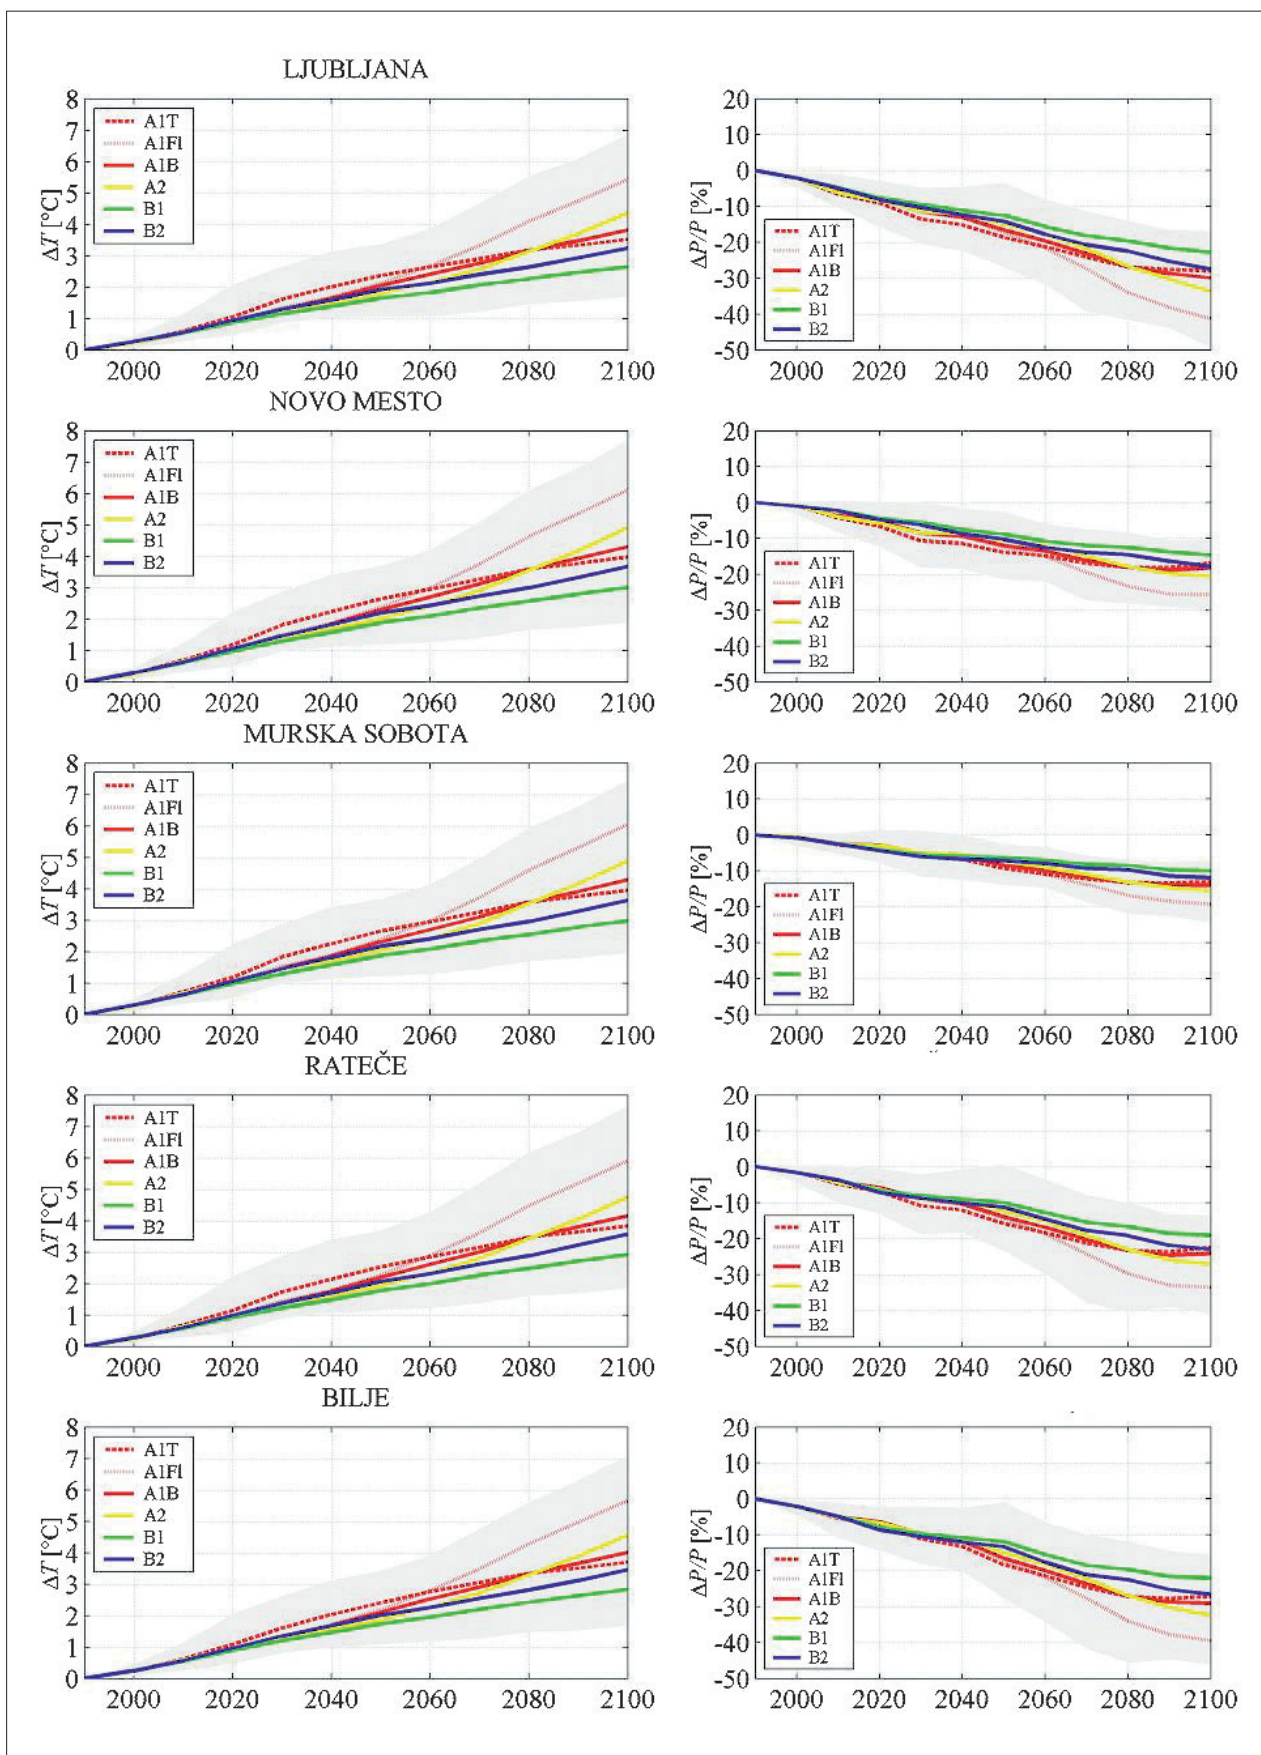 LJUBLJANA
8
7
6
5
4
3
2
1
0
ΔT [°C]
A1T
A1Fl
A1B
A2
B1
B2
2000 2020 2040 2060 2080 2100
20
10
0
-10
-20
-30
-40
-50
ΔP/P [%]
A1T
A1Fl
A1B
A2
B1
B2
2000 2020 2040 2060 2080 2100
NOVO MESTO
8
7
6
5
4
3
2
1
0
ΔT [°C]
A1T
A1Fl
A1B
A2
B1
B2
2000 2020 2040 2060 2080 2100
20
10
0
-10
-20
-30
-40
-50
ΔP/P [%]
A1T
A1Fl
A1B
A2
B1
B2
2000 2020 2040 2060 2080 2100
MURSKA SOBOTA
8
7
6
5
4
3
2
1
0
ΔT [°C]
A1T
A1Fl
A1B
A2
B1
B2
2000 2020 2040 2060 2080 2100
20
10
0
-10
-20
-30
-40
-50
ΔP/P [%]
A1T
A1Fl
A1B
A2
B1
B2
2000 2020 2040 2060 2080 2100
RATEČE
8
7
6
5
4
3
2
1
0
ΔT [°C]
A1T
A1Fl
A1B
A2
B1
B2
2000 2020 2040 2060 2080 2100
20
10
0
-10
-20
-30
-40
-50
ΔP/P [%]
A1T
A1Fl
A1B
A2
B1
B2
2000 2020 2040 2060 2080 2100
BILJE
8
7
6
5
4
3
2
1
0
ΔT [°C]
A1T
A1Fl
A1B
A2
B1
B2
2000 2020 2040 2060 2080 2100
20
10
0
-10
-20
-30
-40
-50
ΔP/P [%]
A1T
A1Fl
A1B
A2
B1
B2
2000 2020 2040 2060 2080 2100